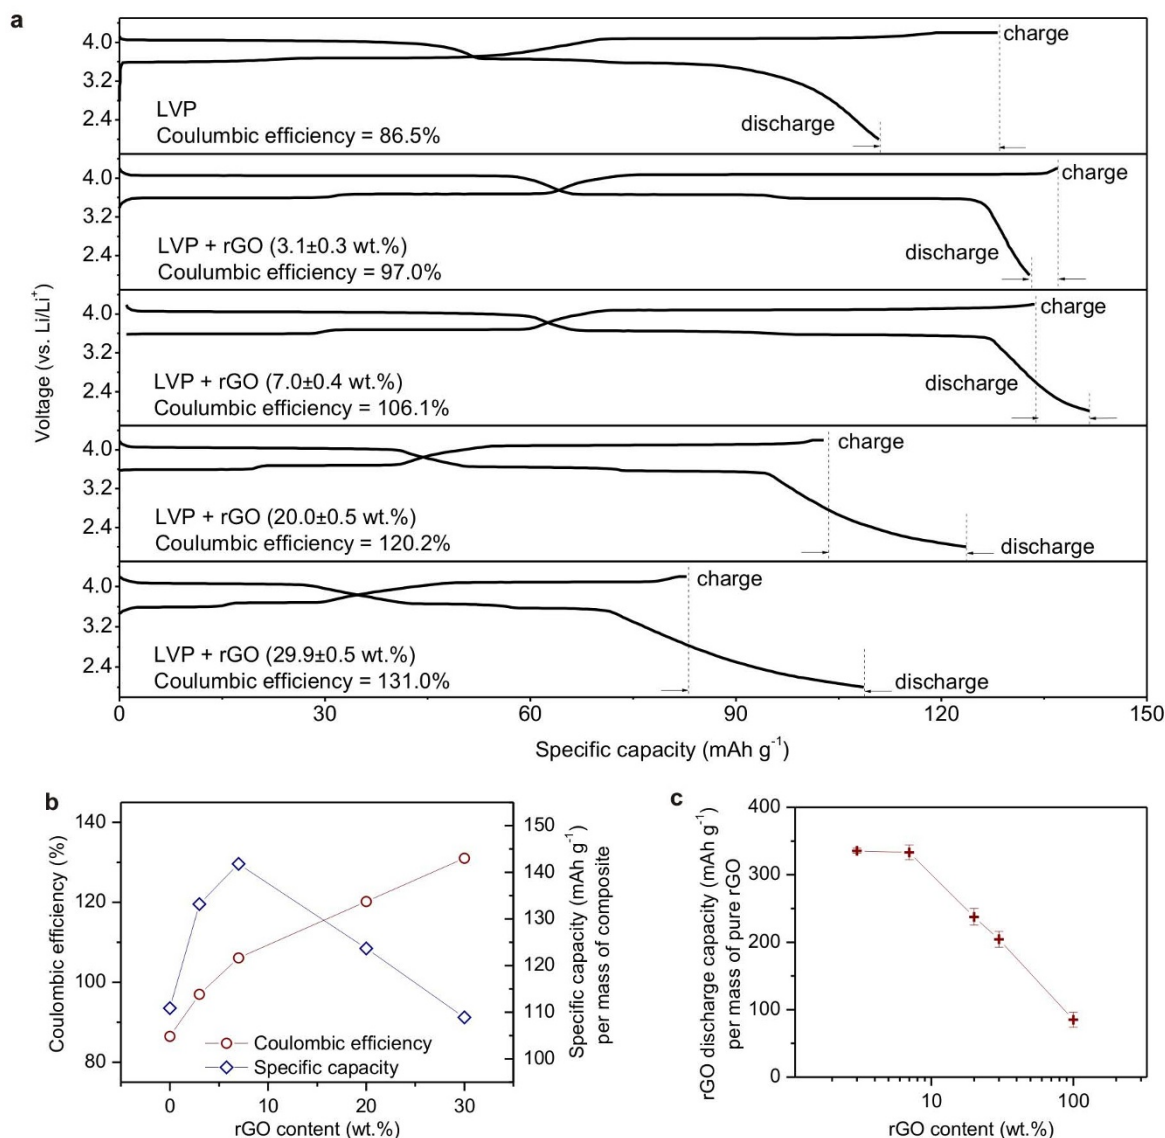 a
4.0
3.2
2.4
charge
LVP
Coulumbic efficiency = 86.5%
discharge
4.0
3.2
2.4
charge
LVP + rGO (3.1±0.3 wt.%)
Coulumbic efficiency = 97.0%
discharge
4.0
3.2
2.4
charge
LVP + rGO (7.0±0.4 wt.%)
Coulumbic efficiency = 106.1%
discharge
4.0
3.2
2.4
charge
LVP + rGO (20.0±0.5 wt.%)
Coulumbic efficiency = 120.2%
discharge
4.0
3.2
2.4
charge
LVP + rGO (29.9±0.5 wt.%)
Coulumbic efficiency = 131.0%
discharge
Voltage (vs. Li/Li⁺)
0 30 60 90 120 150
Specific capacity (mAh g⁻¹)
b
140
120
100
80
Coulombic efficiency (%)
150
140
130
120
110
100
Specific capacity (mAh g⁻¹)
per mass of composite
Coulombic efficiency
Specific capacity
0 10 20 30
rGO content (wt.%)
c
400
300
200
100
0
rGO discharge capacity (mAh g⁻¹)
per mass of pure rGO
10 100
rGO content (wt.%)